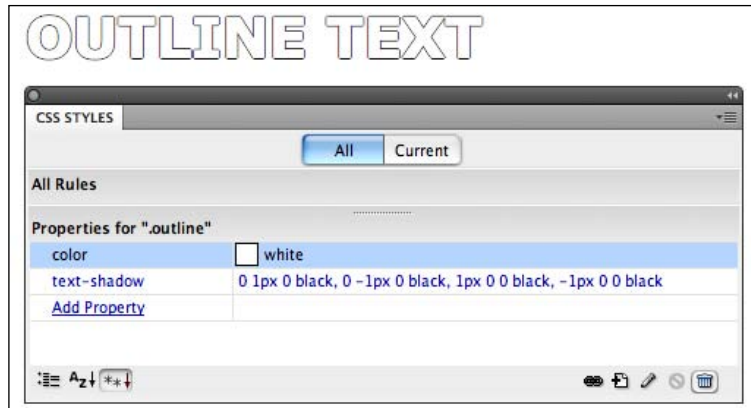 OUTLINE TEXT
CSS STYLES
All Current
All Rules
Properties for ".outline"
color white
text-shadow 0 1px 0 black, 0 -1px 0 black, 1px 0 0 black, -1px 0 0 black
Add Property